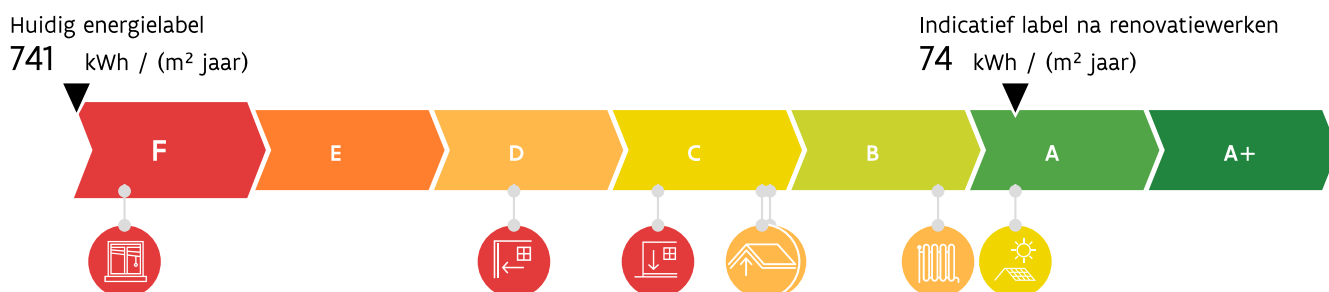 Huidig energielabel
741 kWh / (m² jaar)
Indicatief label na renovatiewerken
74 kWh / (m² jaar)
F E D C B A A+